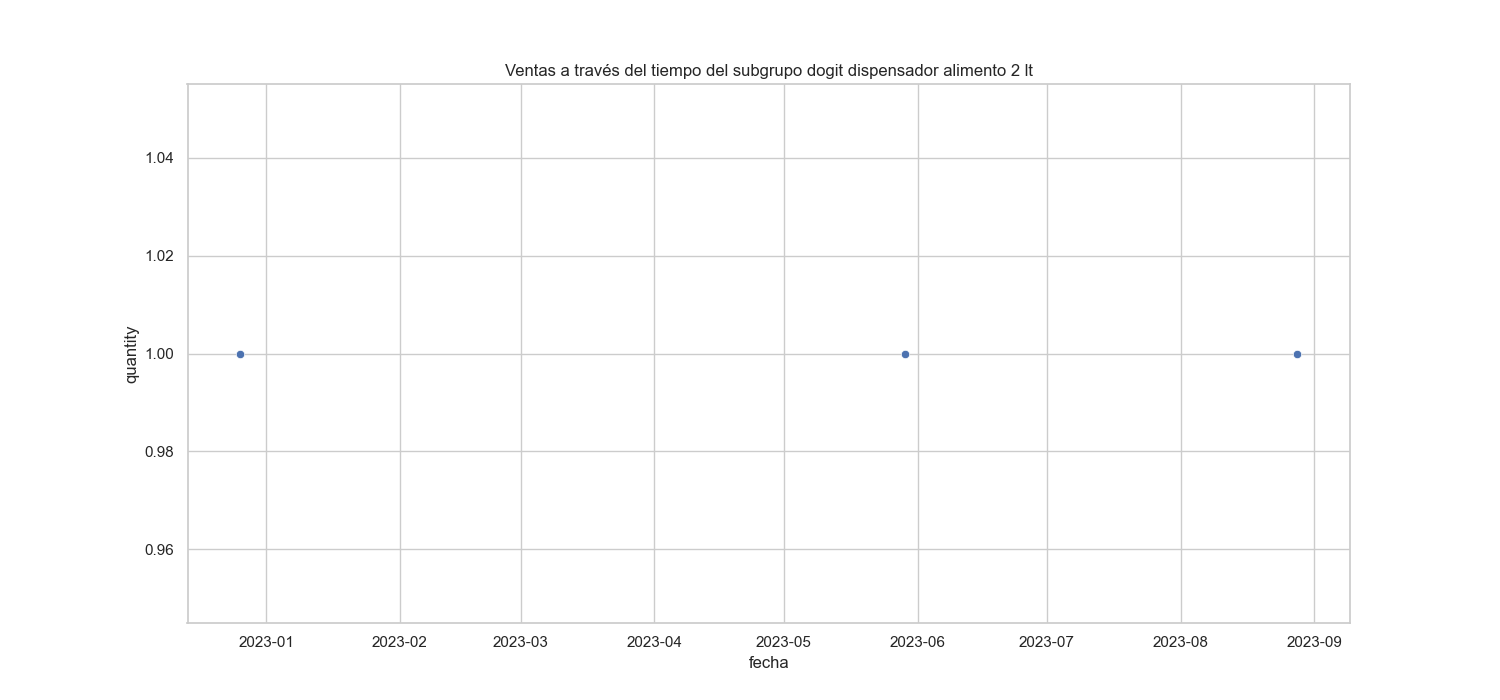 Ventas a través del tiempo del subgrupo dogit dispensador alimento 2 lt
1.04
1.02
1.00
0.98
0.96
quantity
2023-01 2023-02 2023-03 2023-04 2023-05 2023-06 2023-07 2023-08 2023-09
fecha